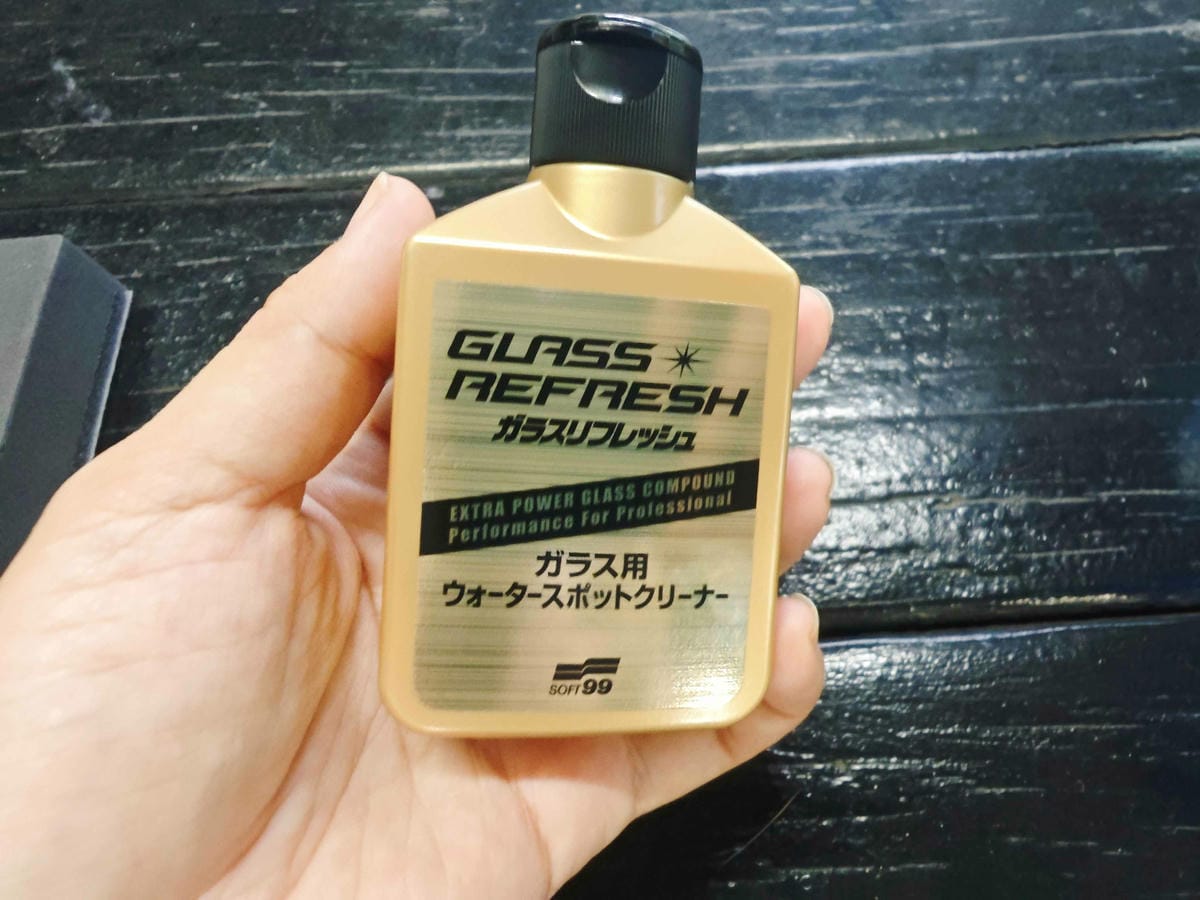 GLASS
REFRESH
ガラスリフレッシュ
EXTRA POWER GLASS COMPOUND
Performance For Professional
ガラス用
ウォータースポットクリーナー
SOFT99